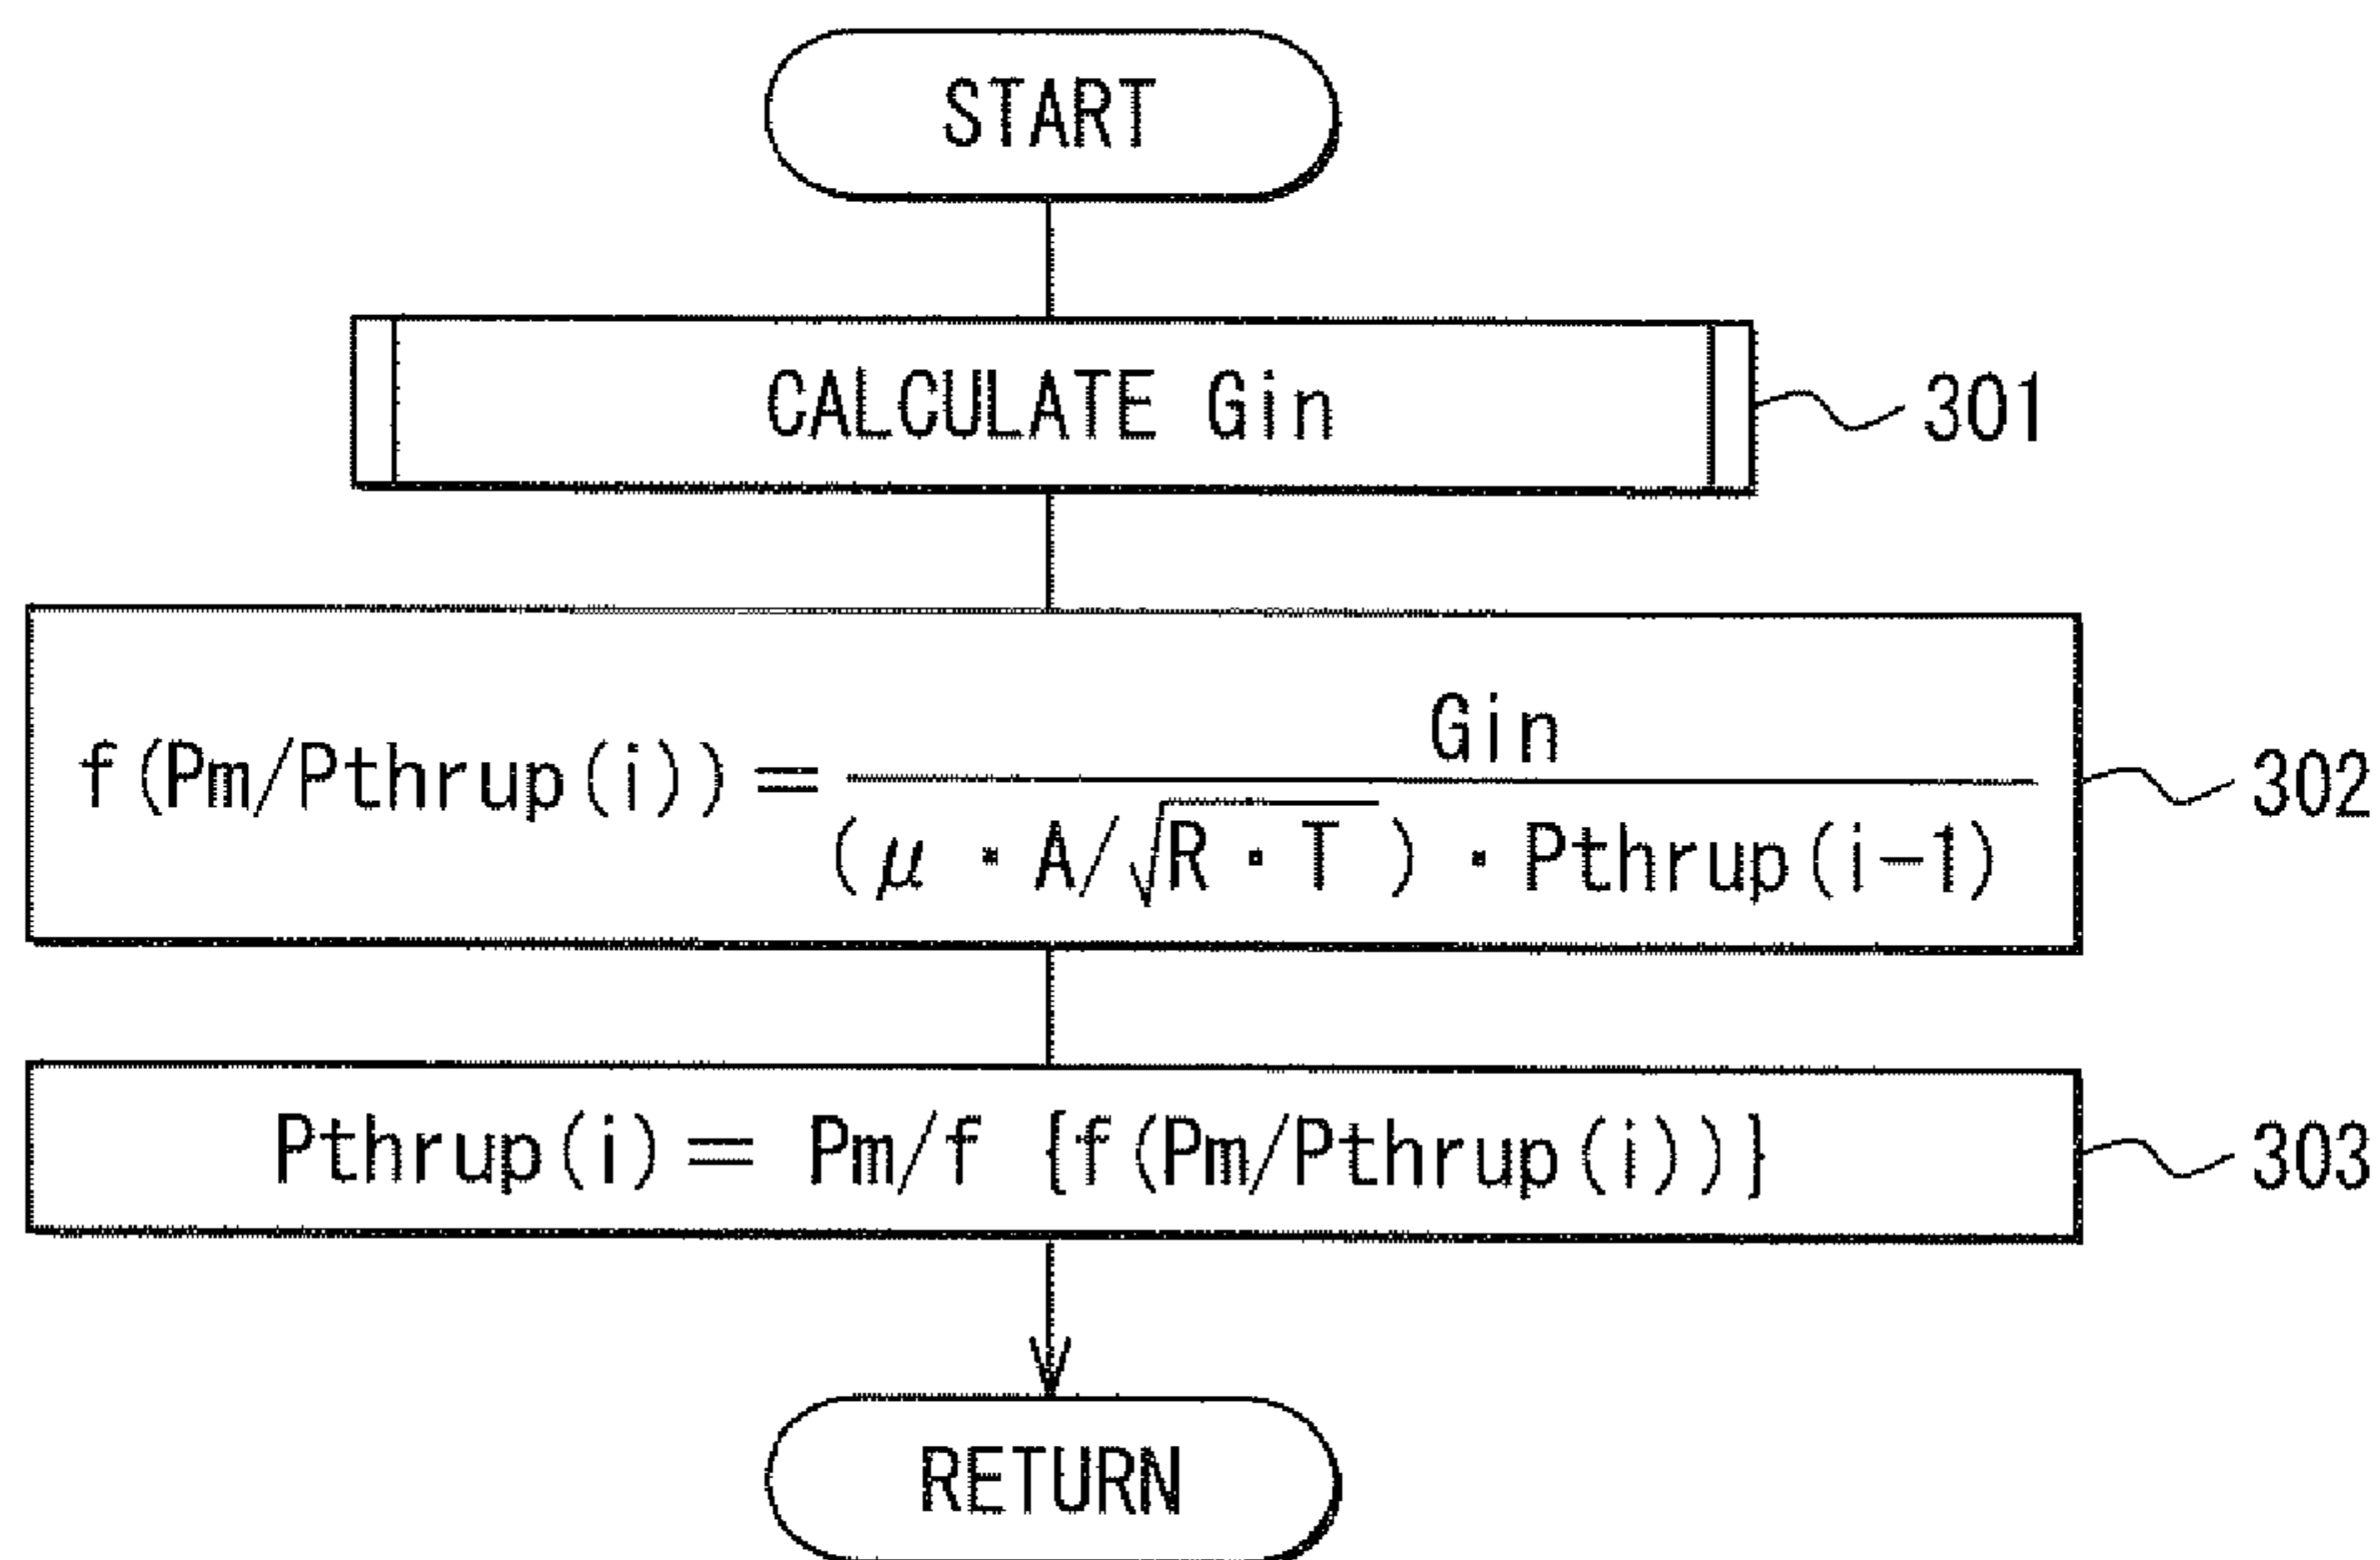 START
CALCULATE Gin
301
f(Pm/Pthrup(i))=Gin/((μ・A/√R・T)・Pthrup(i-1))
302
Pthrup(i)= Pm/f {f(Pm/Pthrup(i))}
303
RETURN